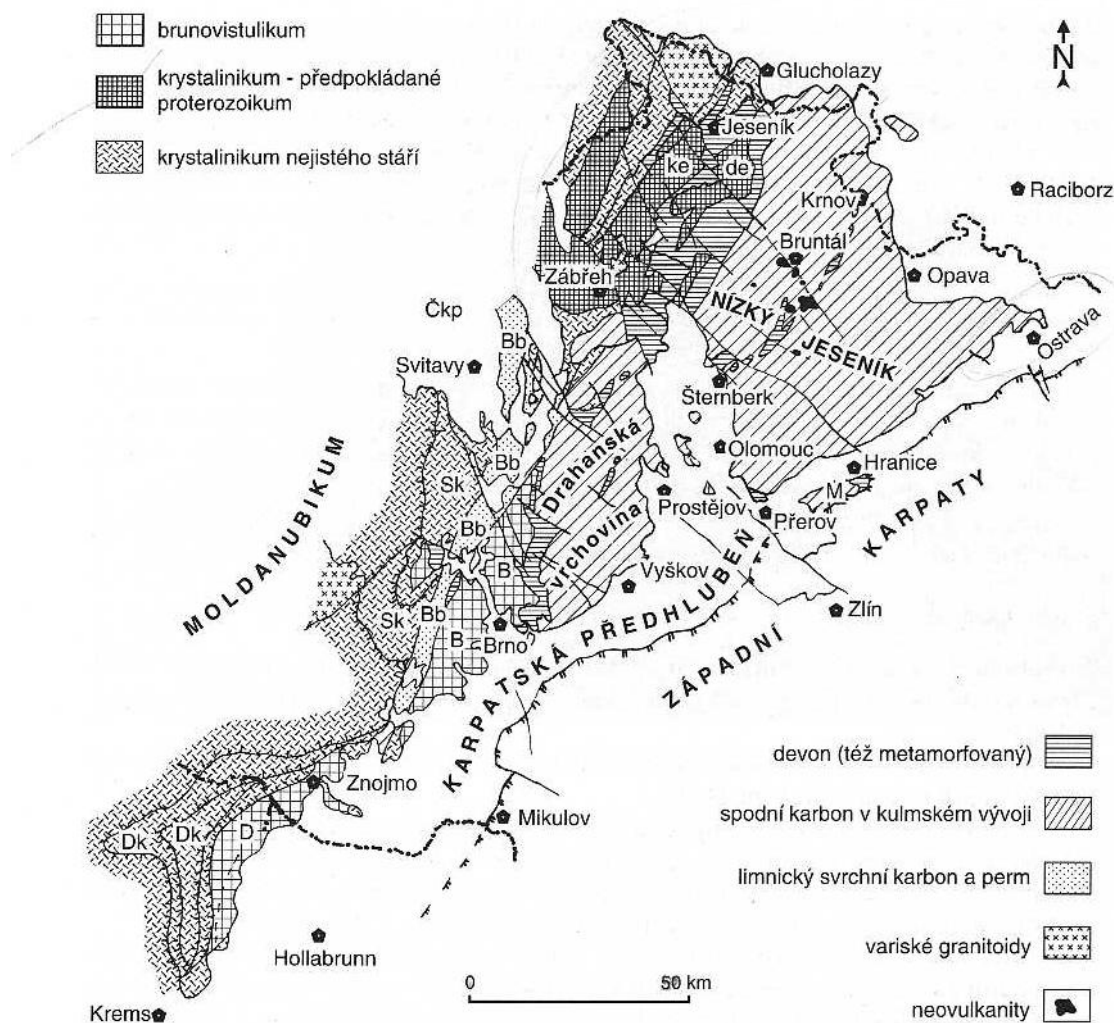 brunovistulikum
krystalinikum - předpokládané
proterozoikum
krystalinikum nejistého stáří
N
Glucholazy
Jeseník
ke
de
Raciborz
Krnov
Bruntál
Opava
Zábřeh
NÍZKÝ
JESENÍK
Ostrava
Čkp
Bb
Svitavy
Šternberk
Olomouc
Hranice
M
Drahanská
vrchovina
Prostějov
Přerov
Bb
Sk
Bb
B
Vyškov
Zlín
MOLDANUBIKUM
KARPATY
ZÁPADNÍ
KARPATSKÁ PŘEDHLUBEŇ
Sk
Bb
B
Brno
Znojmo
Mikulov
Dk
Dk
D
Hollabrunn
Krems
0
50 km
devon (též metamorfovaný)
spodní karbon v kulmském vývoji
limnický svrchní karbon a perm
variské granitoidy
neovulkanity